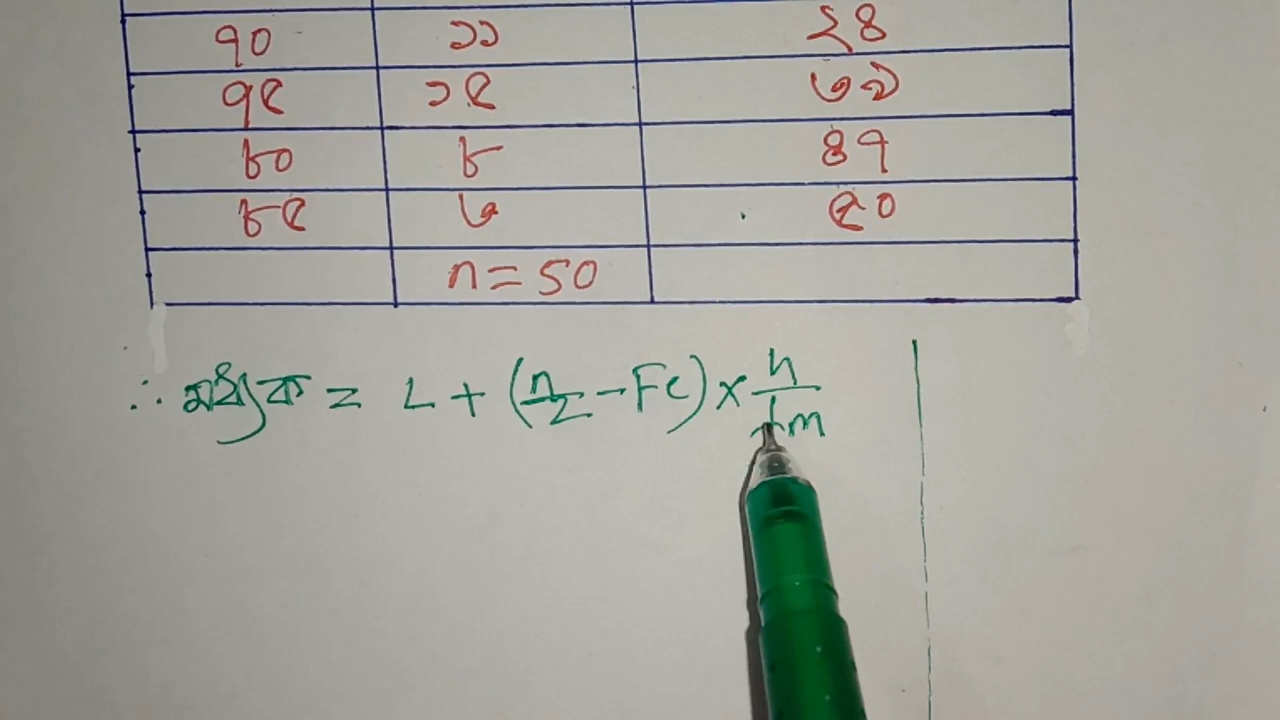 ৭০ ১১ ২৪
৭৫ ১৫ ৩৯
৮০ ৮ ৪৭
৮৫ ৩ ৫০
n = 50
∴ মধ্যক = L + (n/2 - Fc) × h/fm